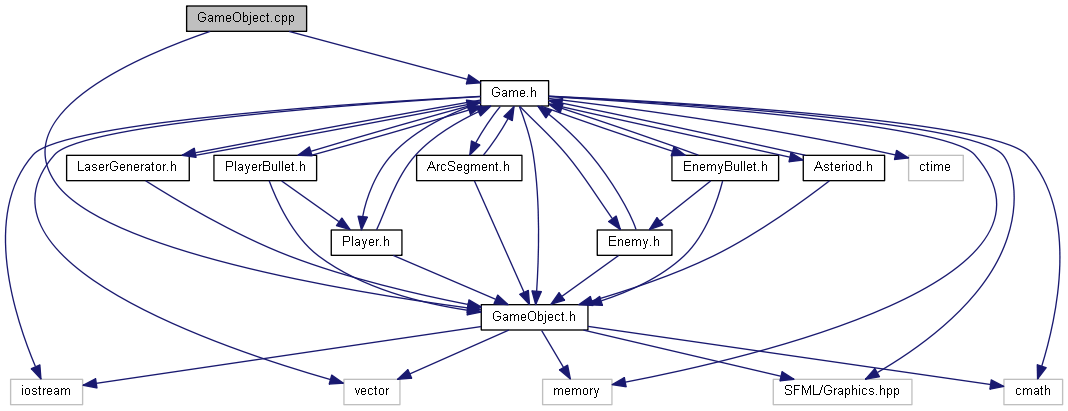 GameObject.cpp
Game.h
LaserGenerator.h
PlayerBullet.h
ArcSegment.h
EnemyBullet.h
Asteriod.h
ctime
Player.h
Enemy.h
GameObject.h
iostream
vector
memory
SFML/Graphics.hpp
cmath